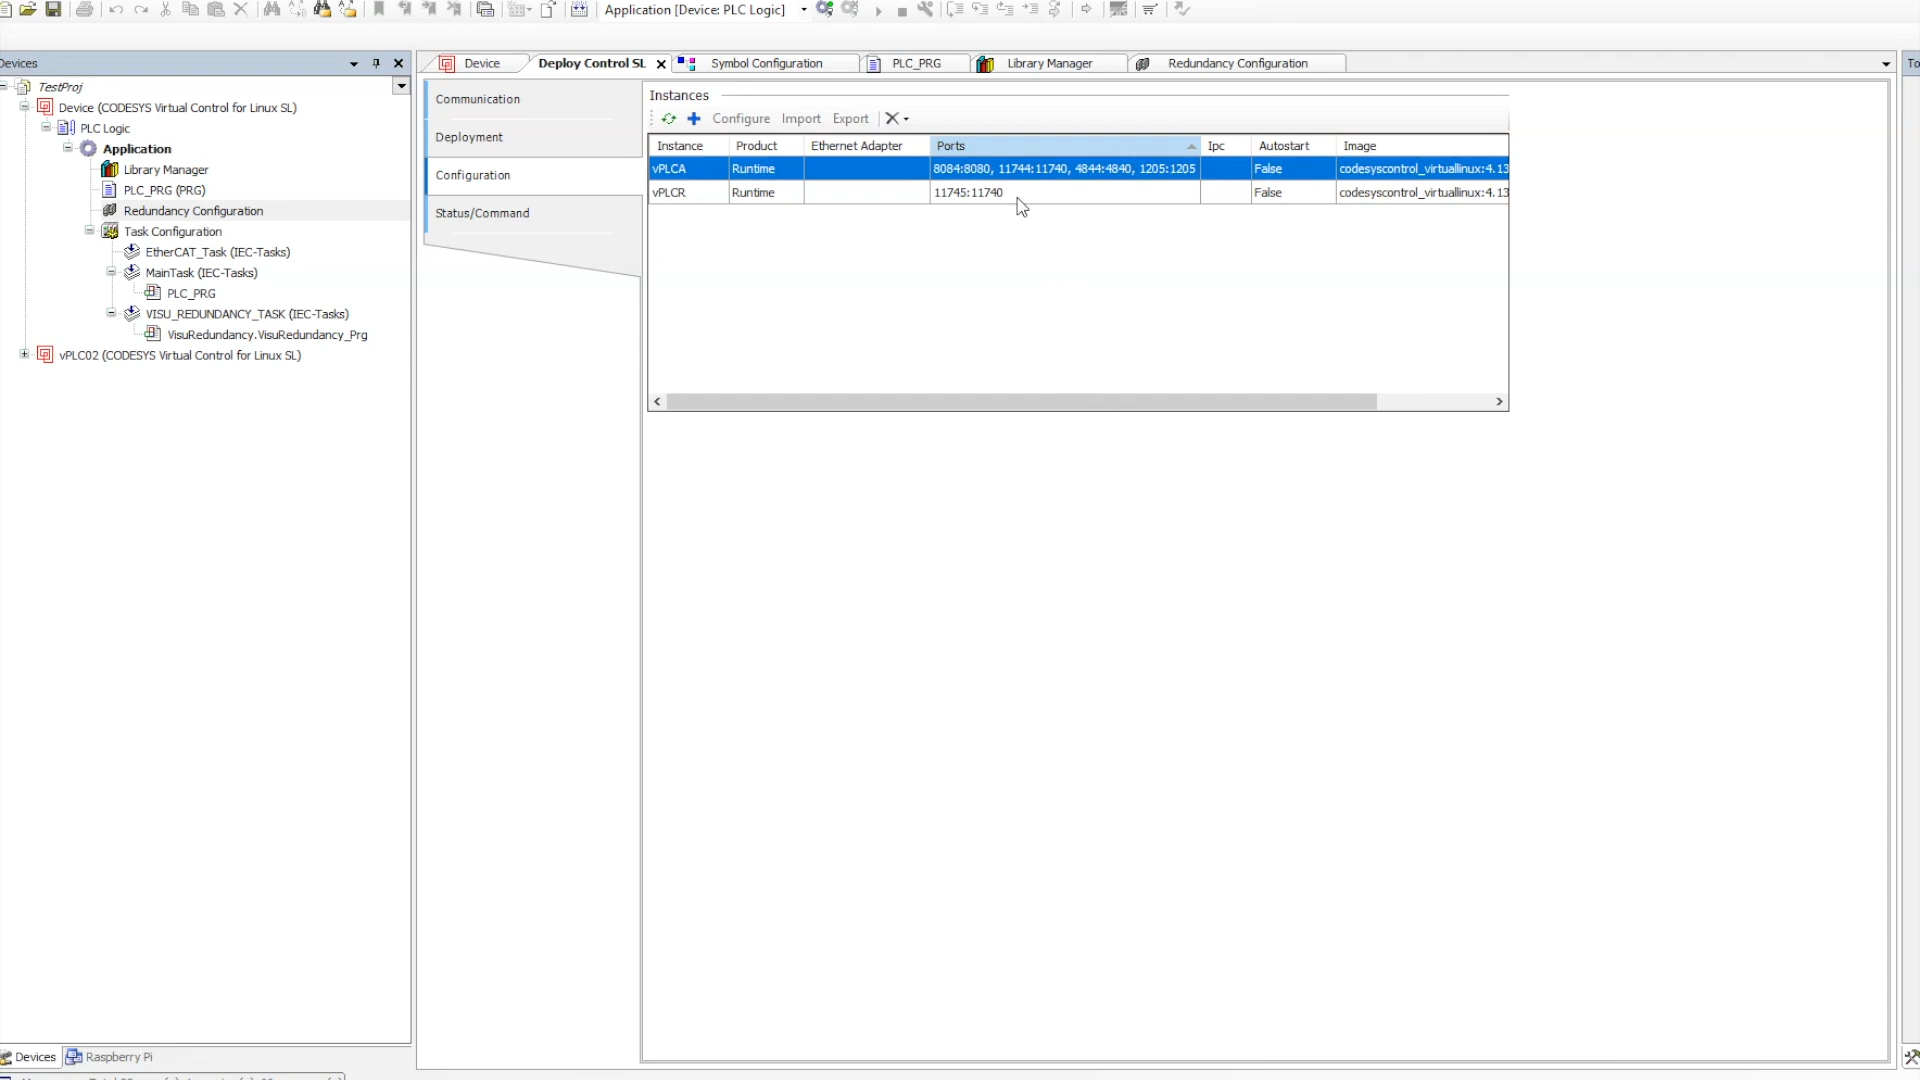 Application [Device: PLC Logic]
Devices
Device
Deploy Control SL
Symbol Configuration
PLC_PRG
Library Manager
Redundancy Configuration
To
TestProj
Device (CODESYS Virtual Control for Linux SL)
PLC Logic
Application
Library Manager
PLC_PRG (PRG)
Redundancy Configuration
Task Configuration
EtherCAT_Task (IEC-Tasks)
MainTask (IEC-Tasks)
PLC_PRG
VISU_REDUNDANCY_TASK (IEC-Tasks)
VisuRedundancy.VisuRedundancy_Prg
vPLC02 (CODESYS Virtual Control for Linux SL)
Communication
Deployment
Configuration
Status/Command
Instances
Configure Import Export
Instance Product Ethernet Adapter Ports Ipc Autostart Image
vPLCA Runtime 8084:8080, 11744:11740, 4844:4840, 1205:1205 False codesyscontrol_virtuallinux:4.13
vPLCR Runtime 11745:11740 False codesyscontrol_virtuallinux:4.13
Devices
Raspberry Pi